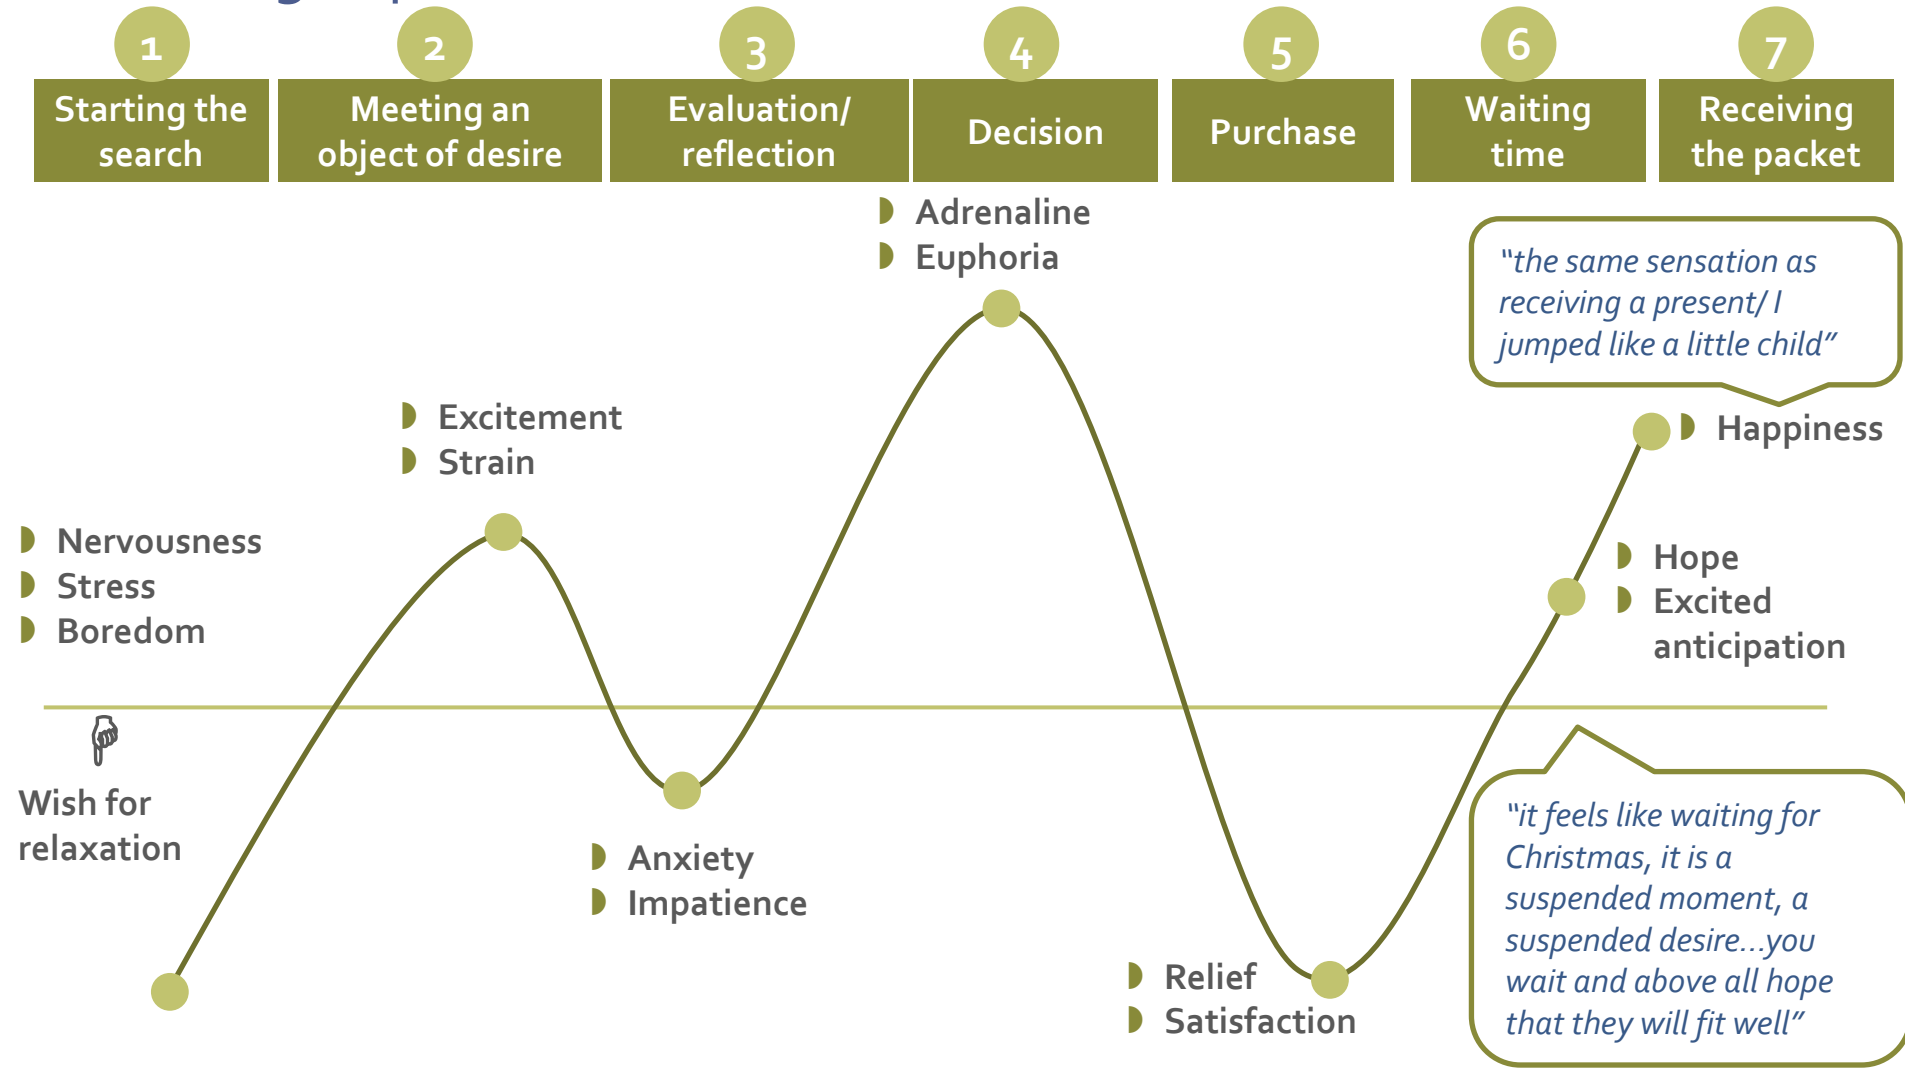 1
Starting the
search
2
Meeting an
object of desire
3
Evaluation/
reflection
4
Decision
5
Purchase
6
Waiting
time
7
Receiving
the packet
Adrenaline
Euphoria
"the same sensation as
receiving a present/ I
jumped like a little child"
Excitement
Strain
Happiness
Nervousness
Stress
Boredom
Hope
Excited
anticipation
Wish for
relaxation
Anxiety
Impatience
"it feels like waiting for
Christmas, it is a
suspended moment, a
suspended desire...you
wait and above all hope
that they will fit well"
Relief
Satisfaction